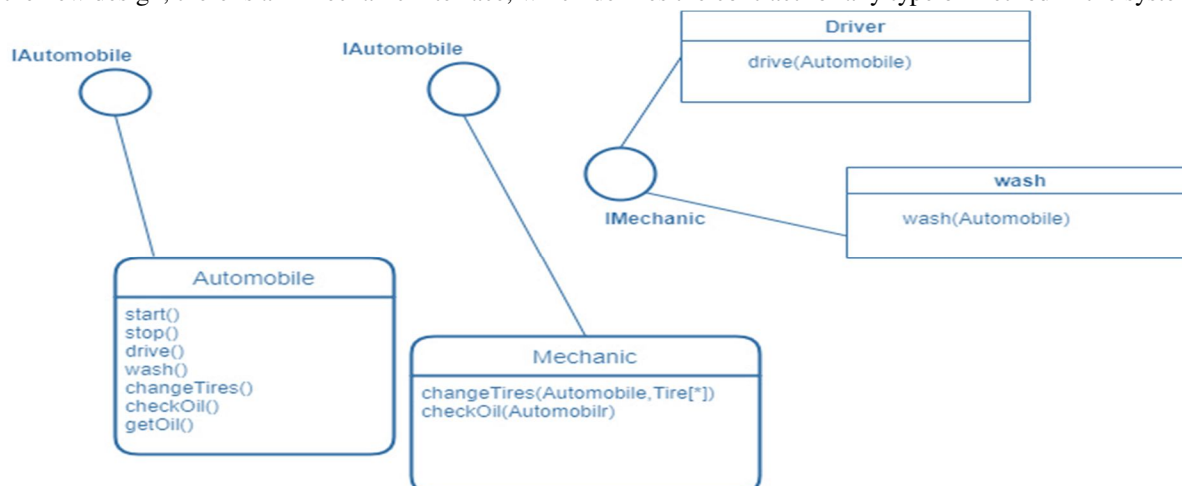 IAutomobile
IAutomobile
Driver
drive(Automobile)
IMechanic
wash
wash(Automobile)
Automobile
start()
stop()
drive()
wash()
changeTires()
checkOil()
getOil()
Mechanic
changeTires(Automobile,Tire[*])
checkOil(Automobilr)